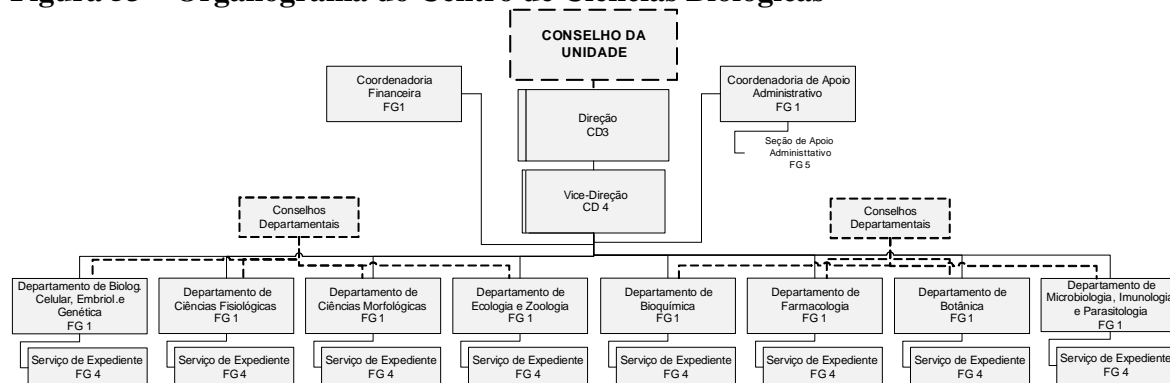 Figura 33 – Organograma do Centro de Ciências Biológicas
CONSELHO DA
UNIDADE
Coordenadoria
Financeira
FG1
Coordenadoria de Apoio
Administrativo
FG 1
Direção
CD3
Seção de Apoio
Administtativo
FG 5
Vice-Direção
CD 4
Conselhos
Departamentais
Conselhos
Departamentais
Departamento de Biolog.
Celular, Embriol.e
Genética
FG 1
Departamento de
Ciências Fisiológicas
FG 1
Departamento de
Ciências Morfológicas
FG 1
Departamento de
Ecologia e Zoologia
FG 1
Departamento de
Bioquímica
FG 1
Departamento de
Farmacologia
FG 1
Departamento de
Botânica
FG 1
Departamento de
Microbiologia, Imunologia
e Parasitologia
FG 1
Serviço de Expediente
FG 4
Serviço de Expediente
FG 4
Serviço de Expediente
FG 4
Serviço de Expediente
FG 4
Serviço de Expediente
FG 4
Serviço de Expediente
FG 4
Serviço de Expediente
FG 4
Serviço de Expediente
FG 4